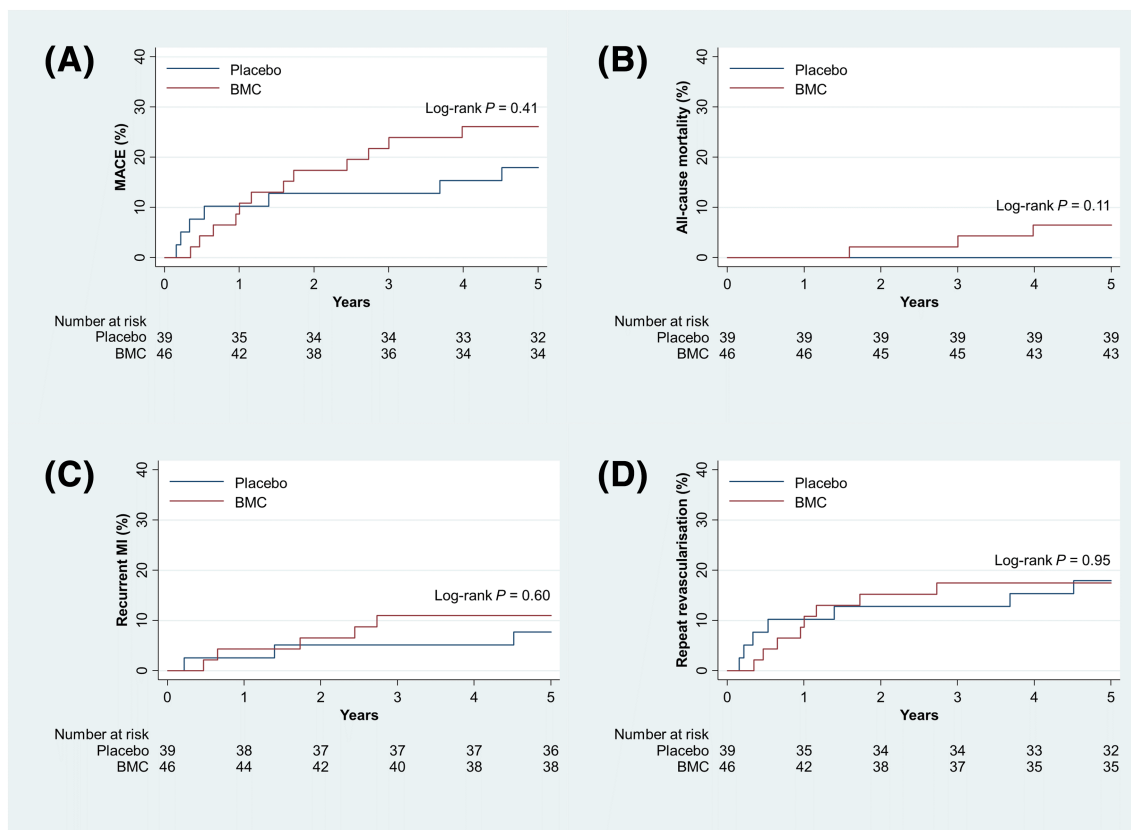 (A)
40
30
20
10
0
MACE (%)
Placebo
BMC
Log-rank P = 0.41
0 1 2 3 4 5
Years
Number at risk
Placebo 39 35 34 34 33 32
BMC 46 42 38 36 34 34
(B)
40
30
20
10
0
All-cause mortality (%)
Placebo
BMC
Log-rank P = 0.11
0 1 2 3 4 5
Years
Number at risk
Placebo 39 39 39 39 39 39
BMC 46 46 45 45 43 43
(C)
40
30
20
10
0
Recurrent MI (%)
Placebo
BMC
Log-rank P = 0.60
0 1 2 3 4 5
Years
Number at risk
Placebo 39 38 37 37 37 36
BMC 46 44 42 40 38 38
(D)
40
30
20
10
0
Repeat revascularisation (%)
Placebo
BMC
Log-rank P = 0.95
0 1 2 3 4 5
Years
Number at risk
Placebo 39 35 34 34 33 32
BMC 46 42 38 37 35 35